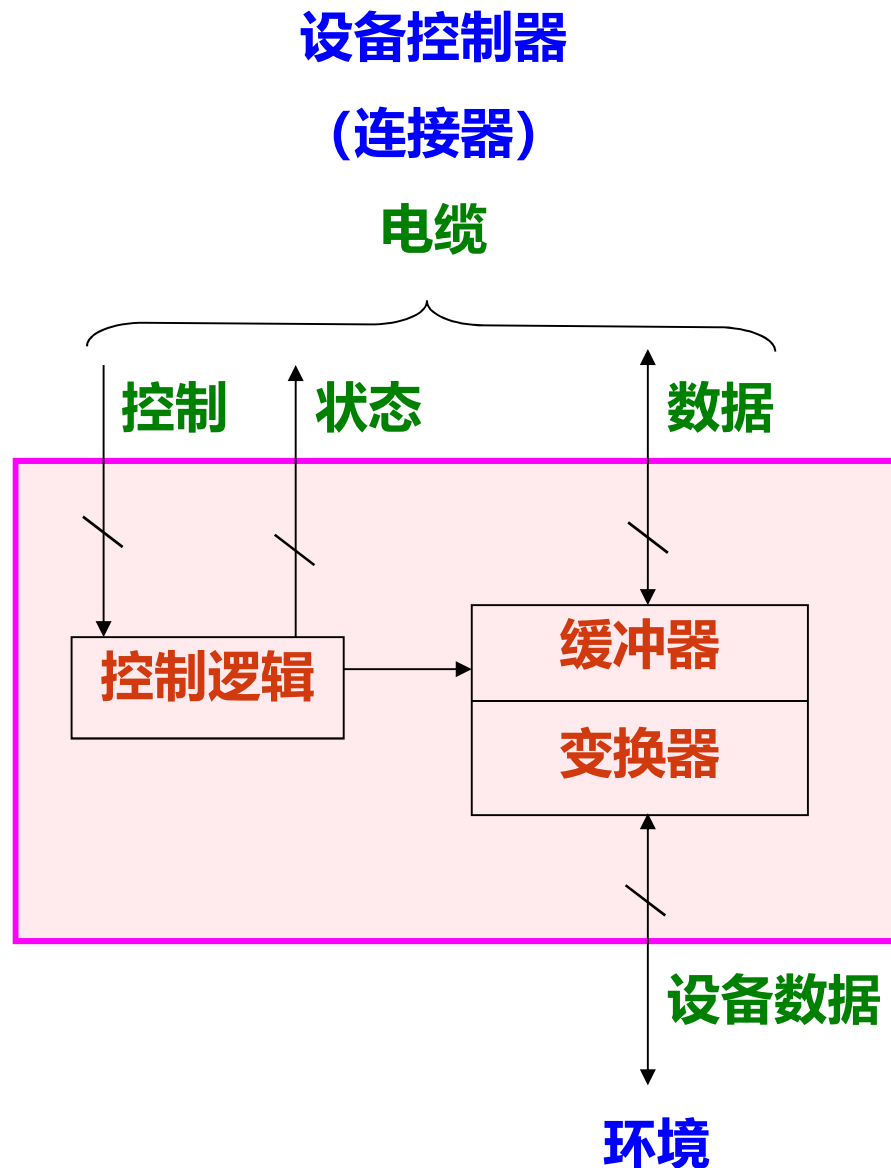 设备控制器
（连接器）
电缆
控制
状态
数据
控制逻辑
缓冲器
变换器
设备数据
环境